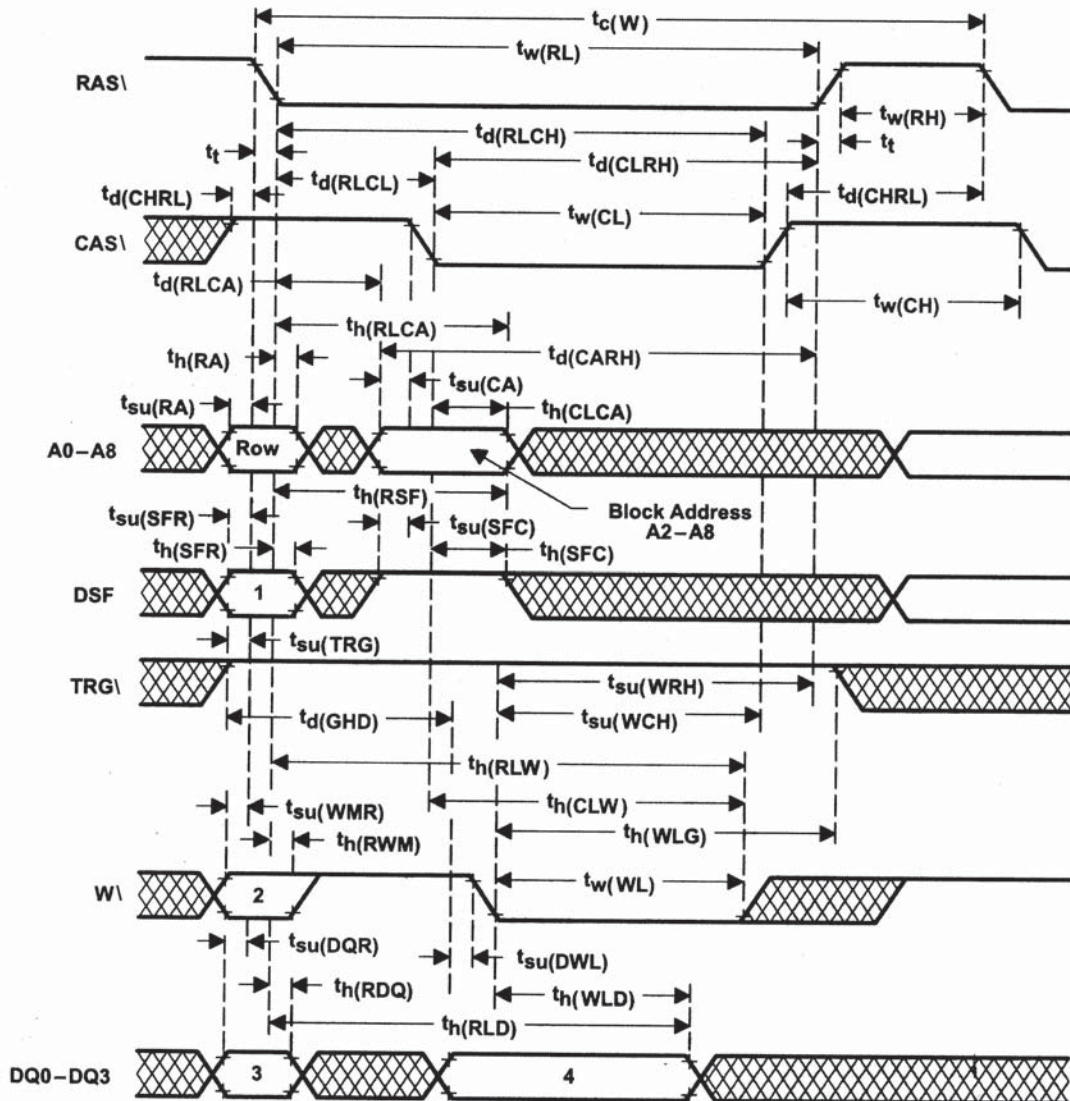 tc(W)
tw(RL)
RAS\
tw(RH)
td(RLCH)
tt
tt
td(CLRH)
td(RLCL)
td(CHRL)
td(CHRL)
tw(CL)
CAS\
td(RLCA)
tw(CH)
th(RLCA)
th(RA)
td(CARH)
tsu(CA)
tsu(RA)
th(CLCA)
A0–A8
Row
th(RSF)
tsu(SFR)
tsu(SFC)
Block Address
A2–A8
th(SFR)
th(SFC)
DSF
1
tsu(TRG)
TRG\
tsu(WRH)
td(GHD)
tsu(WCH)
th(RLW)
tsu(WMR)
th(CLW)
th(RWM)
th(WLG)
W\
2
tw(WL)
tsu(DQR)
tsu(DWL)
th(RDQ)
th(WLD)
th(RLD)
DQ0–DQ3
3
4